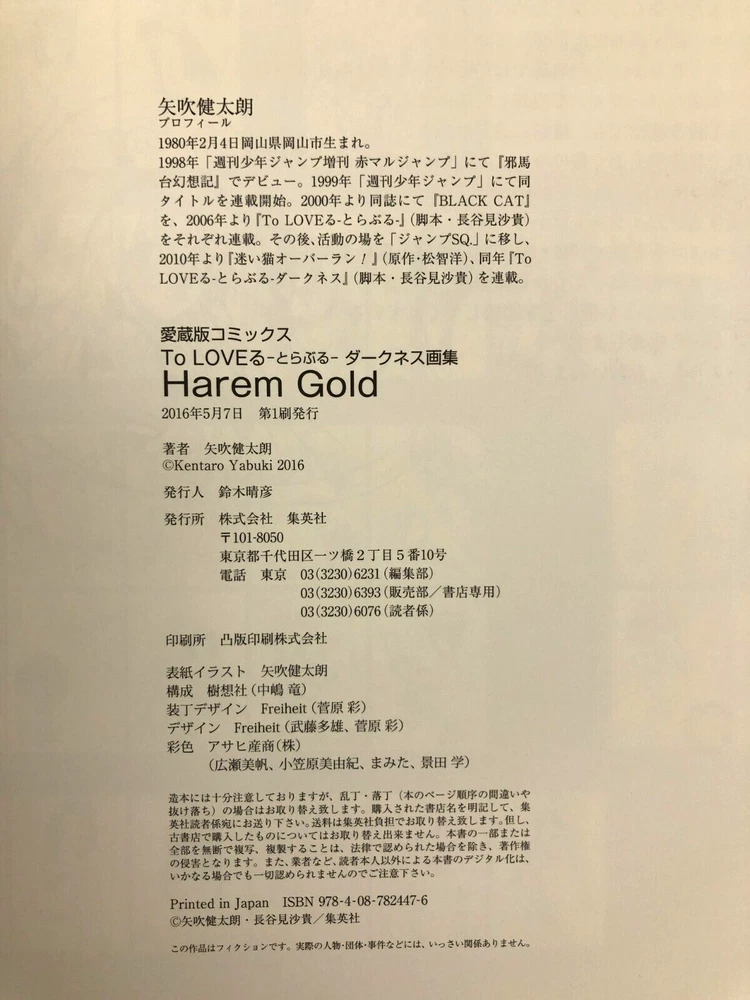 矢吹健太朗
プロフィール
1980年2月4日岡山県岡山市生まれ。
1998年「週刊少年ジャンプ増刊 赤マルジャンプ」にて『邪馬
台幻想記』でデビュー。1999年「週刊少年ジャンプ」にて同
タイトルを連載開始。2000年より同誌にて『BLACK CAT』
を、2006年より『To LOVEる-とらぶる-』（脚本・長谷見沙貴）
をそれぞれ連載。その後、活動の場を「ジャンプSQ.」に移し、
2010年より『迷い猫オーバーラン！』（原作・松智洋）、同年『To
LOVEる-とらぶる-ダークネス』（脚本・長谷見沙貴）を連載。
愛蔵版コミックス
To LOVEる-とらぶる- ダークネス画集
Harem Gold
2016年5月7日 第1刷発行
著者 矢吹健太朗
©Kentaro Yabuki 2016
発行人 鈴木晴彦
発行所 株式会社 集英社
〒101-8050
東京都千代田区一ツ橋２丁目５番10号
電話 東京 03(3230)6231（編集部）
03(3230)6393（販売部／書店専用）
03(3230)6076（読者係）
印刷所 凸版印刷株式会社
表紙イラスト 矢吹健太朗
構成 樹想社（中嶋 竜）
装丁デザイン Freiheit（菅原 彩）
デザイン Freiheit（武藤多雄、菅原 彩）
彩色 アサヒ産商（株）
（広瀬美帆、小笠原美由紀、まみた、景田 学）
造本には十分注意しておりますが、乱丁・落丁（本のページ順序の間違いや
抜け落ち）の場合はお取り替え致します。購入された書店名を明記して、集
英社読者係宛にお送り下さい。送料は集英社負担でお取り替え致します。但し、
古書店で購入したものについてはお取り替え出来ません。本書の一部または
全部を無断で複写、複製することは、法律で認められた場合を除き、著作権
の侵害となります。また、業者など、読者本人以外による本書のデジタル化は、
いかなる場合でも一切認められませんのでご注意下さい。
Printed in Japan ISBN 978-4-08-782447-6
©矢吹健太朗・長谷見沙貴／集英社
この作品はフィクションです。実際の人物・団体・事件などには、いっさい関係ありません。